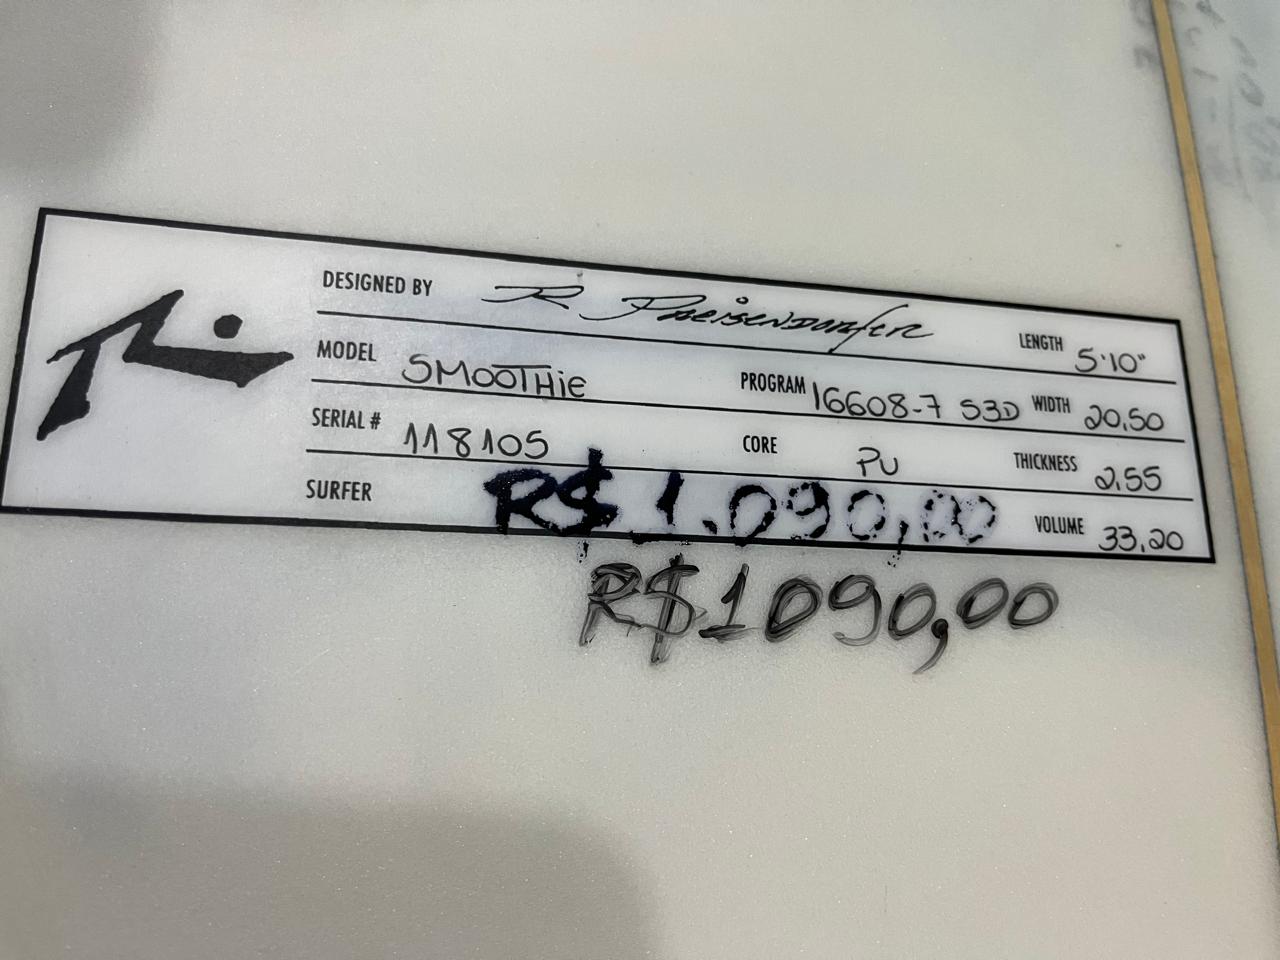 DESIGNED BY R Preisendorfer LENGTH 5'10"
MODEL SMOOTHiE PROGRAM 16608-7 S3D WIDTH 20,50
SERIAL # 118105 CORE PU THICKNESS 2,55
SURFER R$ 1.090,00 VOLUME 33,20
R$1090,00